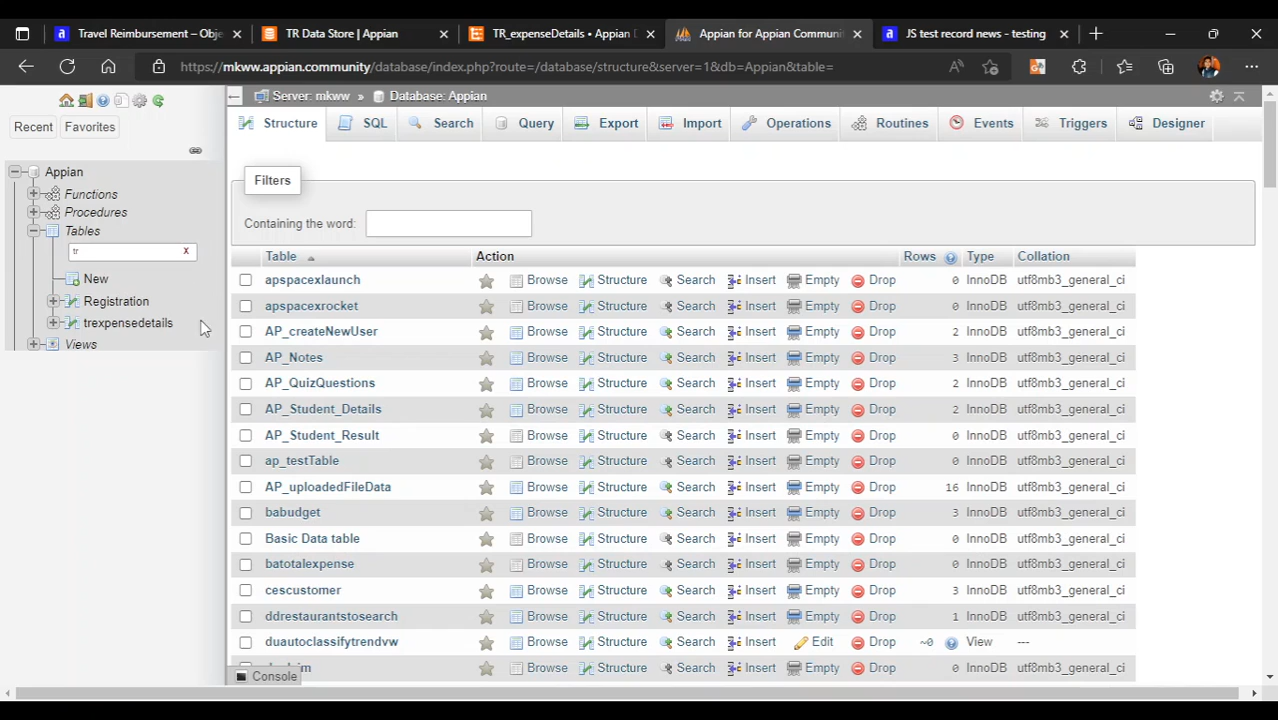 Travel Reimbursement – Obje
TR Data Store | Appian
TR_expenseDetails • Appian D
Appian for Appian Communi
JS test record news - testing
https://mkww.appian.community/database/index.php?route=/database/structure&server=1&db=Appian&table=
Server: mkww » Database: Appian
Recent Favorites
Structure SQL Search Query Export Import Operations Routines Events Triggers Designer
Appian
Functions
Procedures
Tables
tr X
New
Registration
trexpensedetails
Views
Filters
Containing the word:
Table Action Rows Type Collation
apspacexlaunch Browse Structure Search Insert Empty Drop 0 InnoDB utf8mb3_general_ci
apspacexrocket Browse Structure Search Insert Empty Drop 0 InnoDB utf8mb3_general_ci
AP_createNewUser Browse Structure Search Insert Empty Drop 2 InnoDB utf8mb3_general_ci
AP_Notes Browse Structure Search Insert Empty Drop 3 InnoDB utf8mb3_general_ci
AP_QuizQuestions Browse Structure Search Insert Empty Drop 2 InnoDB utf8mb3_general_ci
AP_Student_Details Browse Structure Search Insert Empty Drop 2 InnoDB utf8mb3_general_ci
AP_Student_Result Browse Structure Search Insert Empty Drop 0 InnoDB utf8mb3_general_ci
ap_testTable Browse Structure Search Insert Empty Drop 0 InnoDB utf8mb3_general_ci
AP_uploadedFileData Browse Structure Search Insert Empty Drop 16 InnoDB utf8mb3_general_ci
babudget Browse Structure Search Insert Empty Drop 3 InnoDB utf8mb3_general_ci
Basic Data table Browse Structure Search Insert Empty Drop 0 InnoDB utf8mb3_general_ci
batotalexpense Browse Structure Search Insert Empty Drop 0 InnoDB utf8mb3_general_ci
cescustomer Browse Structure Search Insert Empty Drop 3 InnoDB utf8mb3_general_ci
ddrestaurantstosearch Browse Structure Search Insert Empty Drop 1 InnoDB utf8mb3_general_ci
duautoclassifytrendvw Browse Structure Search Insert Edit Drop ~0 View ---
Browse Structure Search Insert Empty Drop 0 InnoDB utf8mb3_general_ci
Console